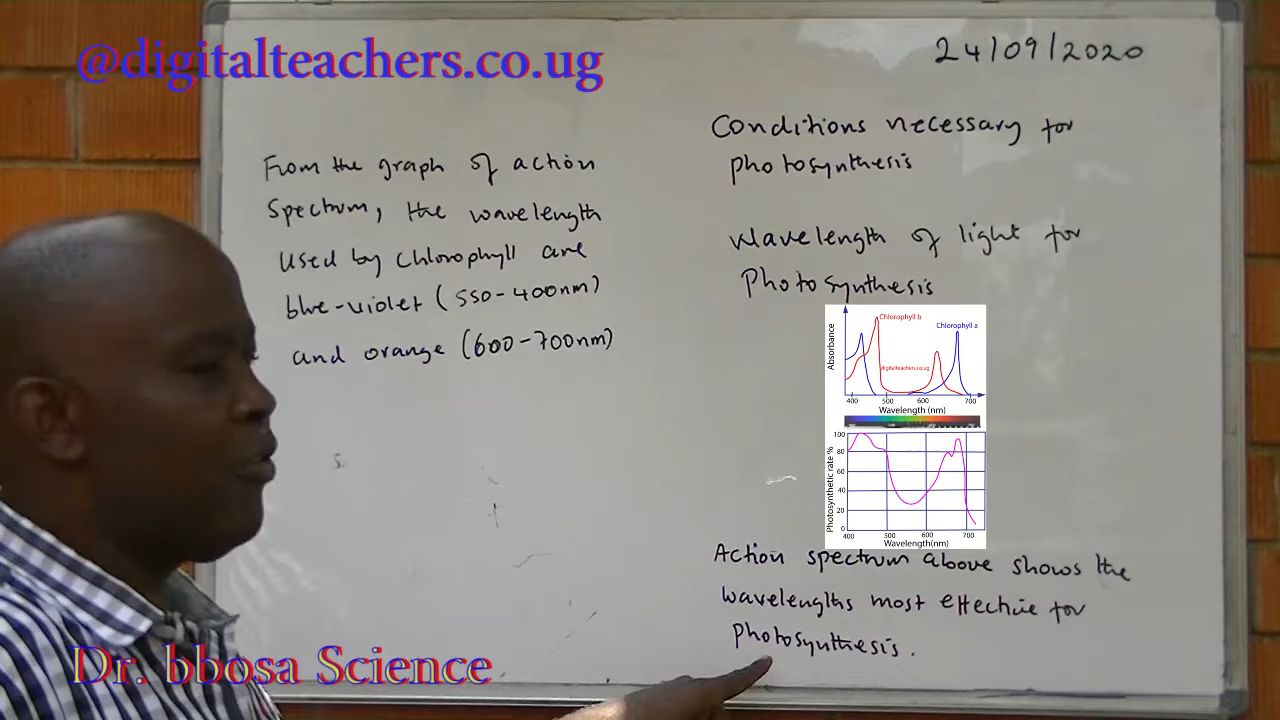 @digitalteachers.co.ug
24/09/2020
From the graph of action
Spectrum, the wavelength
Used by chlorophyll are
blue-violet (550-400nm)
and orange (600-700nm)
Conditions necessary for
photosynthesis
Wavelength of light for
Photosynthesis
Chlorophyll b
Chlorophyll a
Absorbance
digitalteachers.co.ug
400 500 600 700
Wavelength (nm)
Photosynthetic rate %
100
80
60
40
20
0
400 500 600 700
Wavelength(nm)
Action spectrum above shows the
wavelengths most effective for
photosynthesis.
Dr. bbosa Science